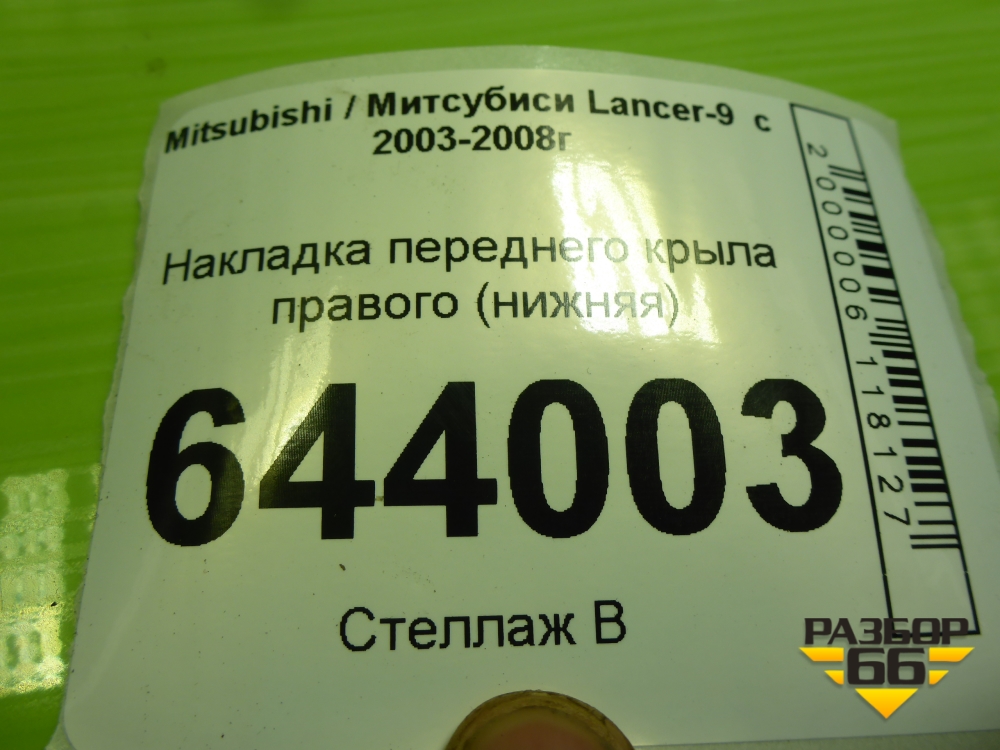 Mitsubishi / Митсубиси Lancer-9 с
2003-2008г
Накладка переднего крыла
правого (нижняя)
644003
Стеллаж В
2000006118127
РАЗБОР
66